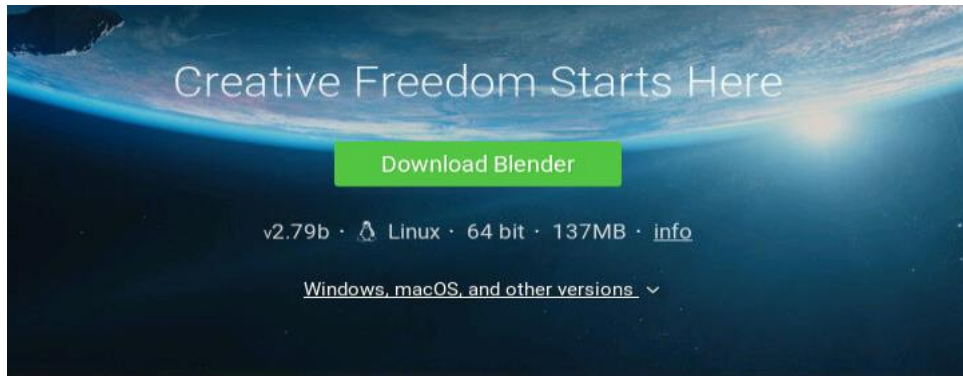 Creative Freedom Starts Here
Download Blender
v2.79b · Linux · 64 bit · 137MB · info
Windows, macOS, and other versions